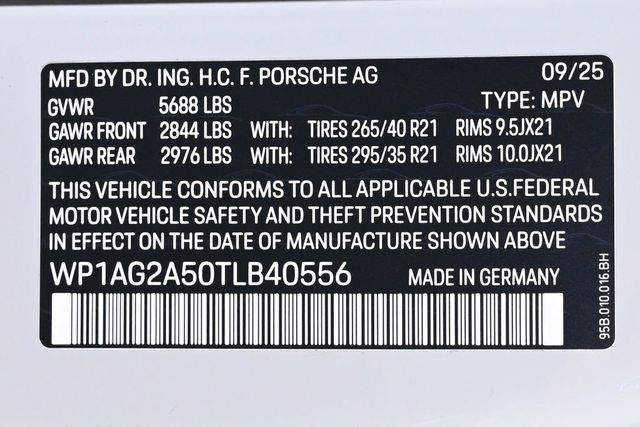 MFD BY DR. ING. H.C. F. PORSCHE AG 09/25
GVWR 5688 LBS TYPE: MPV
GAWR FRONT 2844 LBS WITH: TIRES 265/40 R21 RIMS 9.5JX21
GAWR REAR 2976 LBS WITH: TIRES 295/35 R21 RIMS 10.0JX21
THIS VEHICLE CONFORMS TO ALL APPLICABLE U.S.FEDERAL
MOTOR VEHICLE SAFETY AND THEFT PREVENTION STANDARDS
IN EFFECT ON THE DATE OF MANUFACTURE SHOWN ABOVE
WP1AG2A50TLB40556 MADE IN GERMANY
95B.010.016.BH